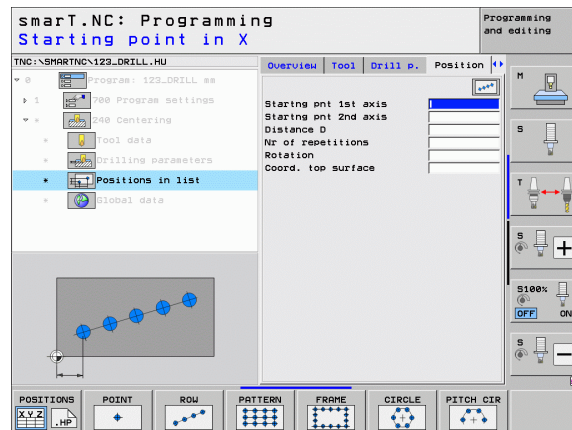 smarT.NC: Programming
Starting point in X
Programming
and editing
TNC:\SMARTNC\123_DRILL.HU
0 Program: 123_DRILL mm
1 700 Program settings
* 240 Centering
* Tool data
* Drilling parameters
* Positions in list
* Global data
Overview Tool Drill p. Position
Startng pnt 1st axis
Startng pnt 2nd axis
Distance D
Nr of repetitions
Rotation
Coord. top surface
M
S
T
S
+
S100%
OFF ON
S
-
POSITIONS
XYZ .HP
POINT
ROW
PATTERN
FRAME
CIRCLE
PITCH CIR